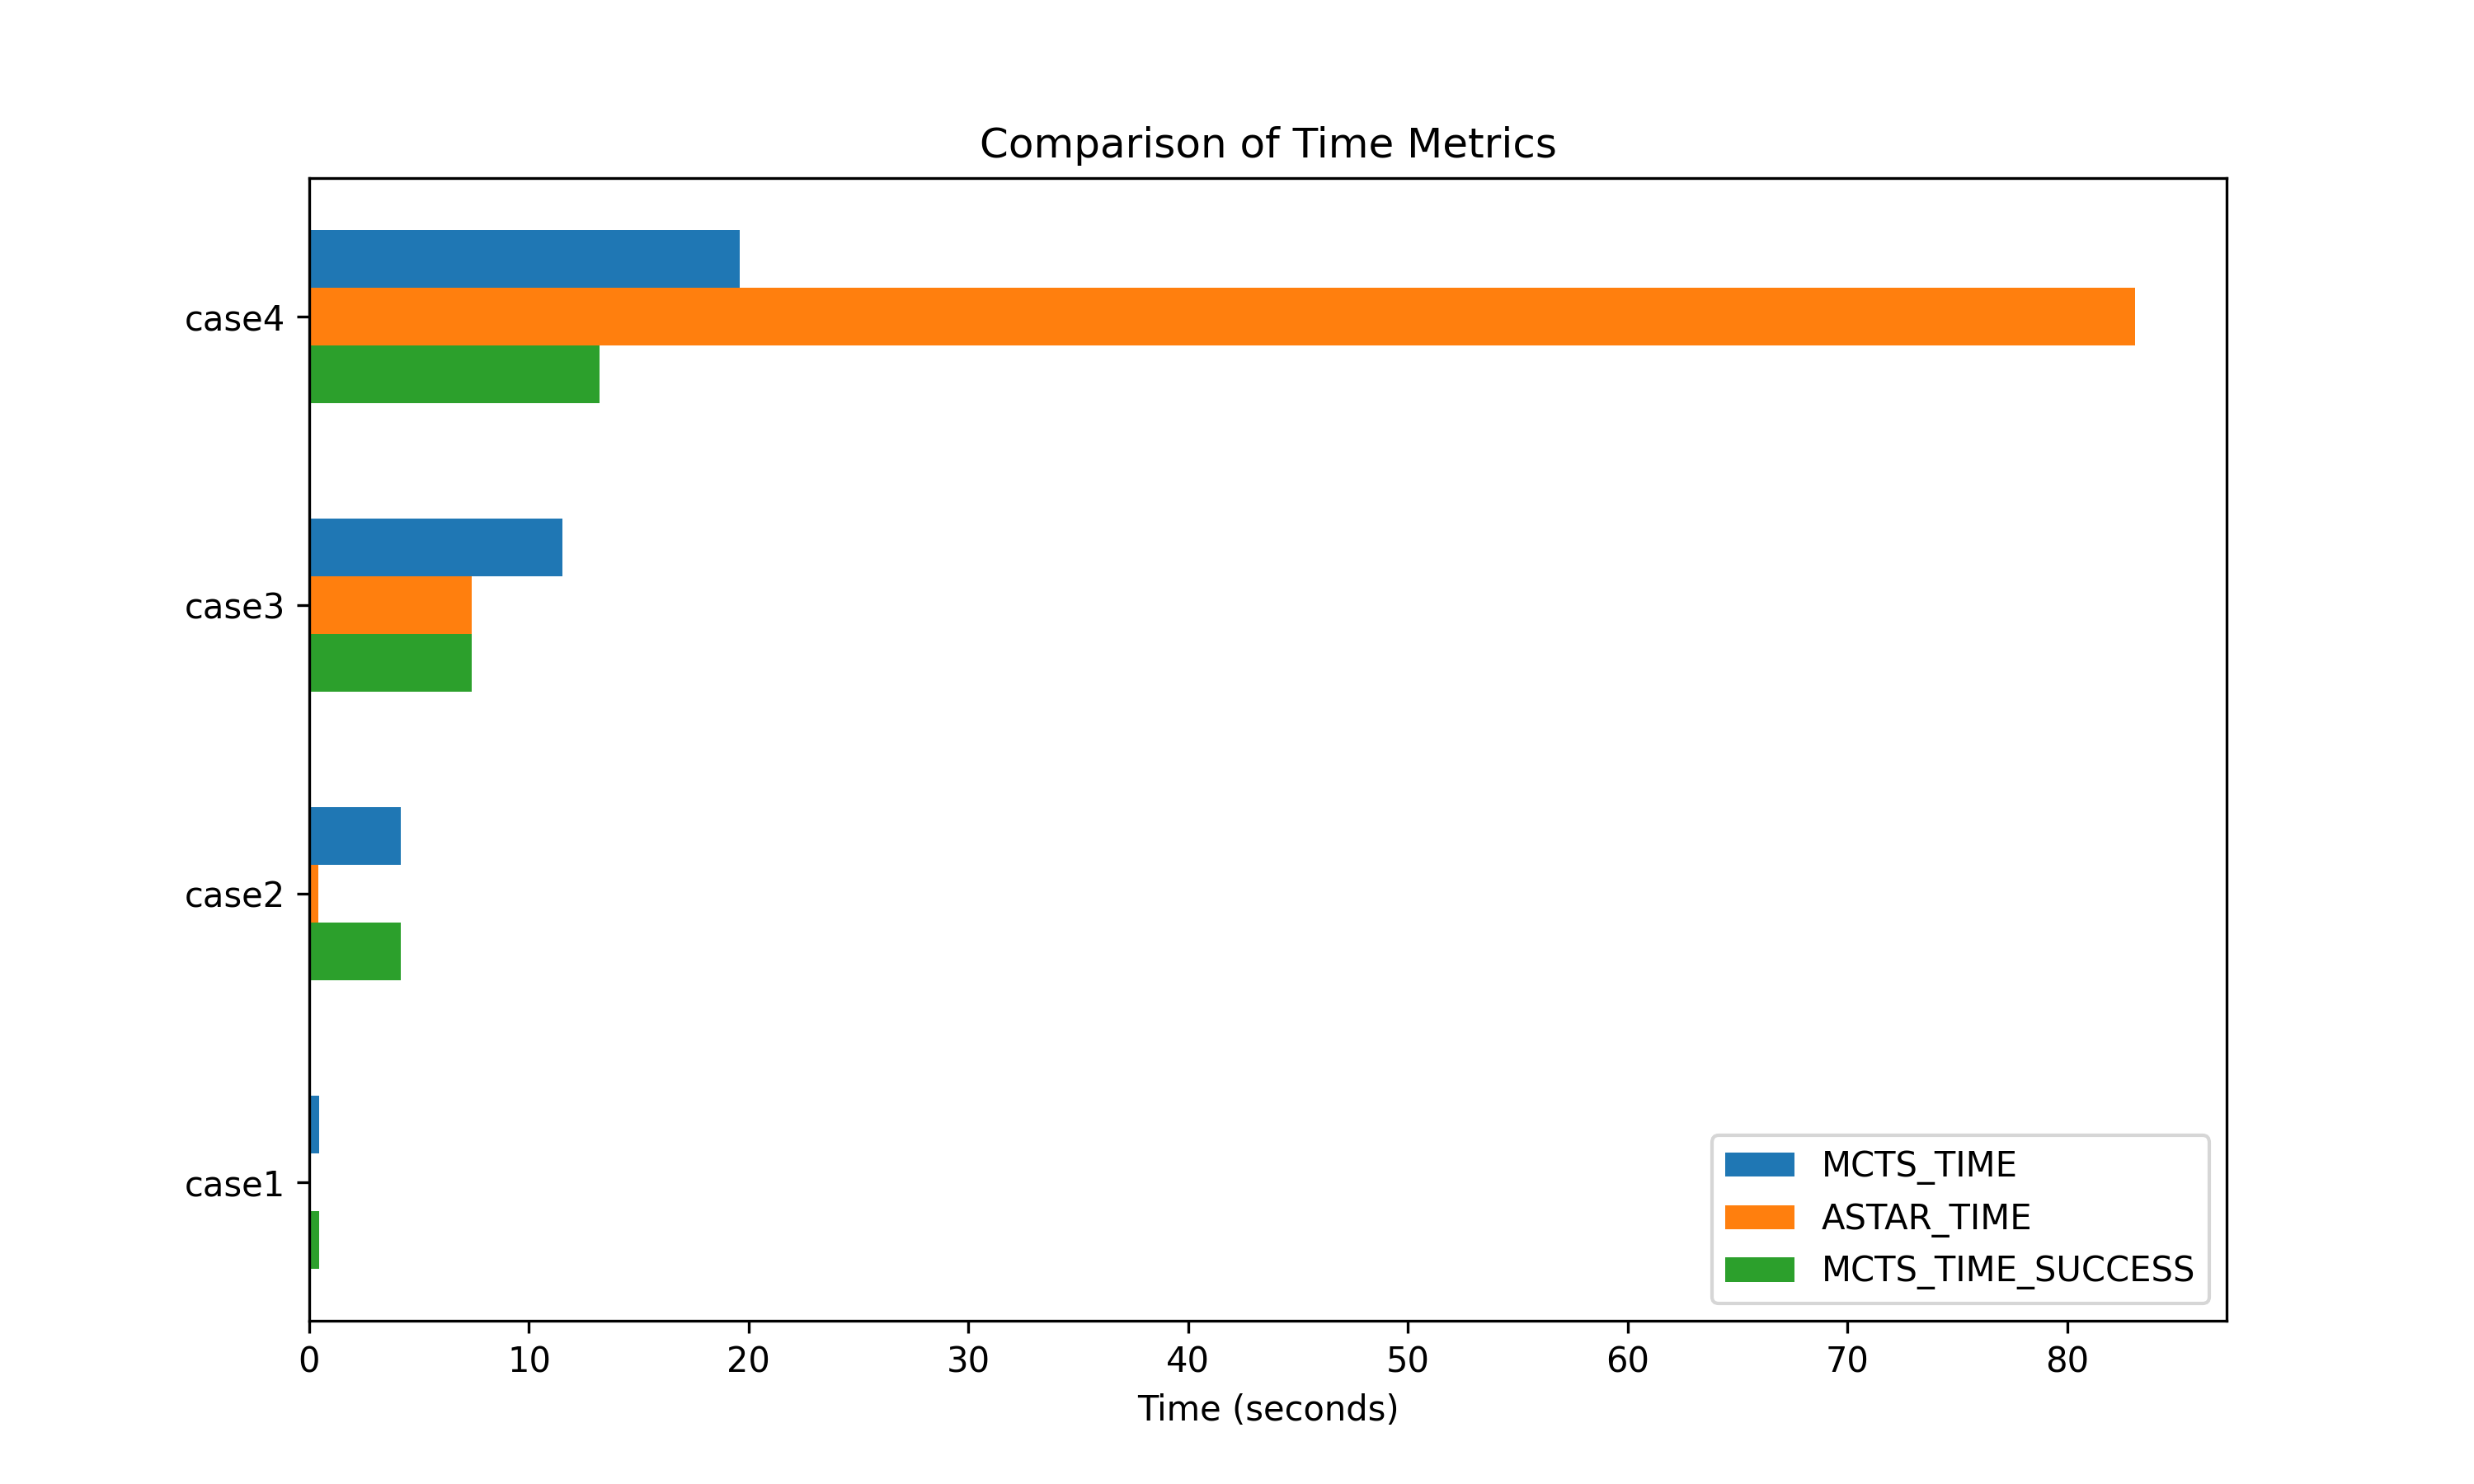 Comparison of Time Metrics
case4
case3
case2
case1
MCTS_TIME
ASTAR_TIME
MCTS_TIME_SUCCESS
0 10 20 30 40 50 60 70 80
Time (seconds)